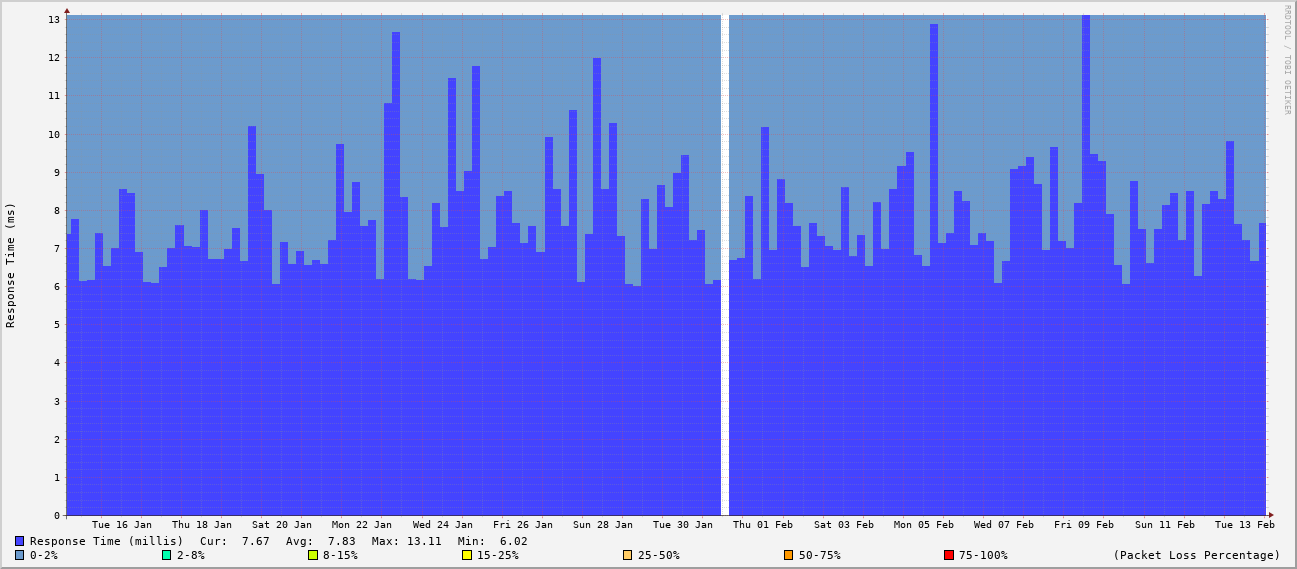 RRDTOOL / TOBI OETIKER
Response Time (ms)
13
12
11
10
9
8
7
6
5
4
3
2
1
0
Tue 16 Jan Thu 18 Jan Sat 20 Jan Mon 22 Jan Wed 24 Jan Fri 26 Jan Sun 28 Jan Tue 30 Jan Thu 01 Feb Sat 03 Feb Mon 05 Feb Wed 07 Feb Fri 09 Feb Sun 11 Feb Tue 13 Feb
Response Time (millis) Cur: 7.67 Avg: 7.83 Max: 13.11 Min: 6.02
0-2% 2-8% 8-15% 15-25% 25-50% 50-75% 75-100% (Packet Loss Percentage)